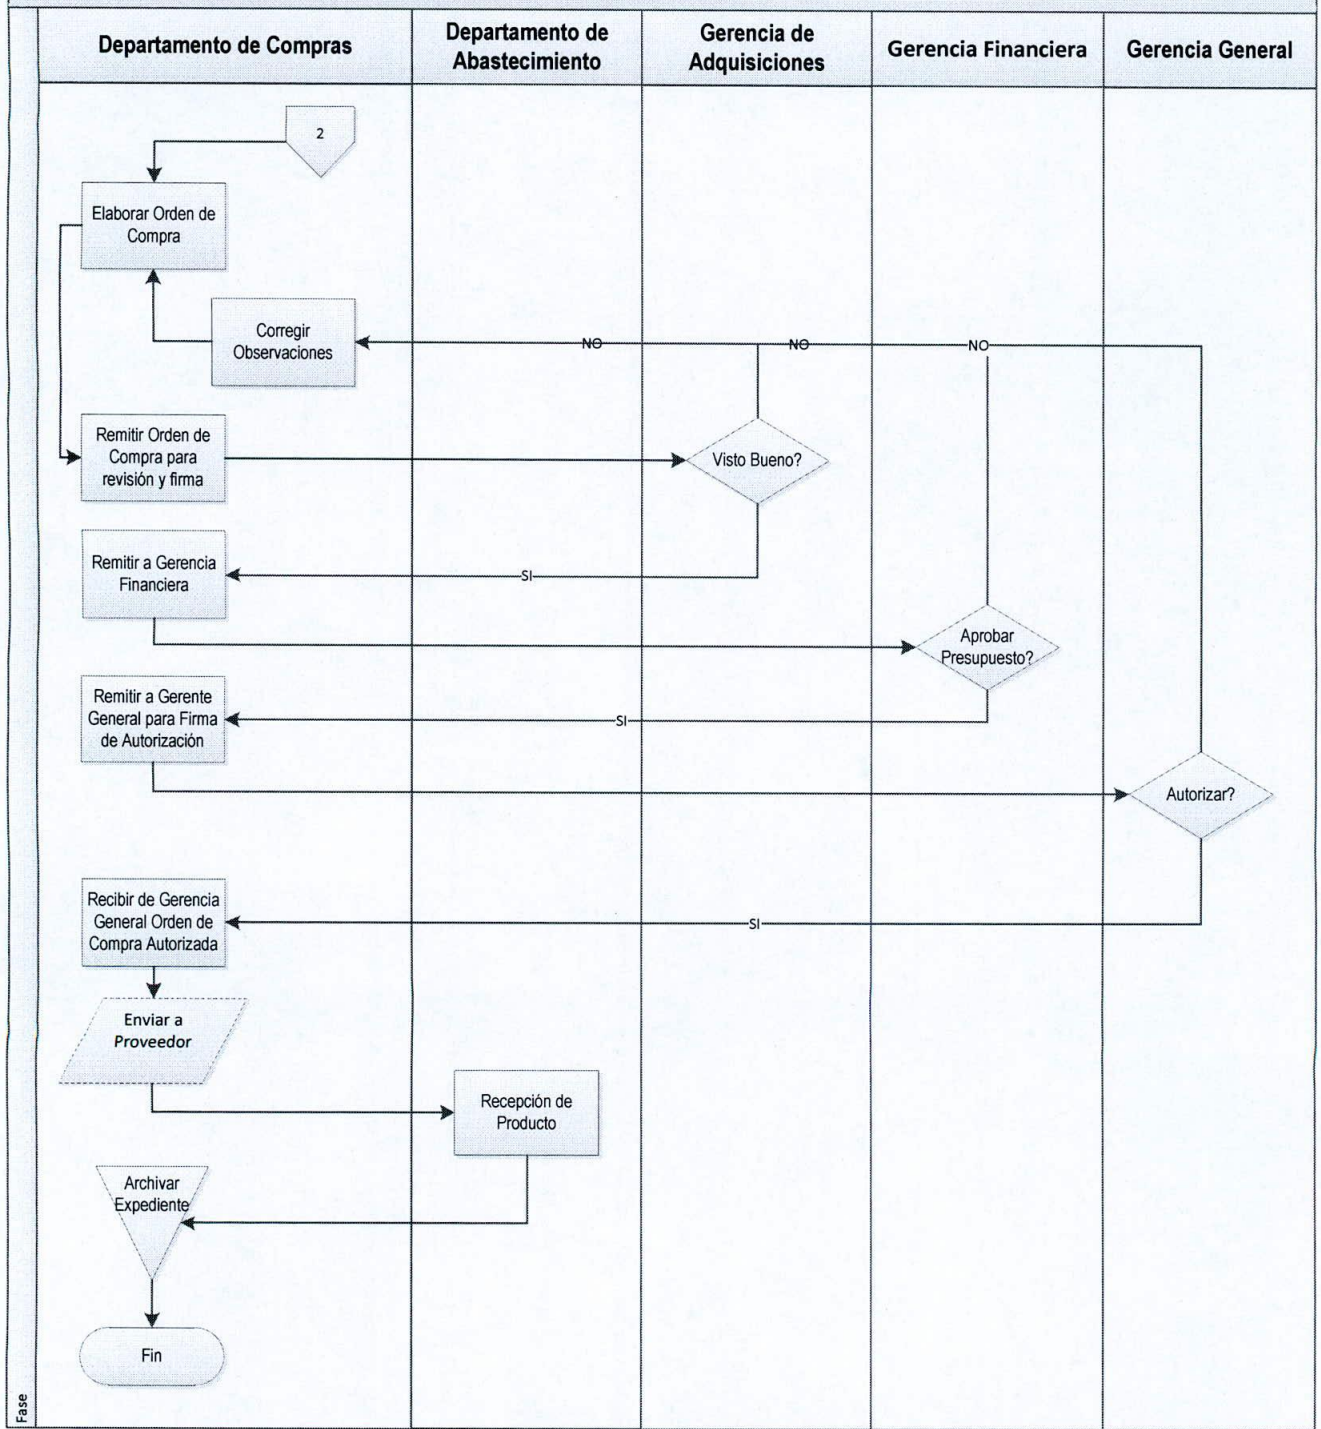 Departamento de Compras
Departamento de
Abastecimiento
Gerencia de
Adquisiciones
Gerencia Financiera
Gerencia General
2
Elaborar Orden de
Compra
Corregir
Observaciones
NO
NO
NO
Remitir Orden de
Compra para
revisión y firma
Visto Bueno?
Remitir a Gerencia
Financiera
SI
Aprobar
Presupuesto?
Remitir a Gerente
General para Firma
de Autorización
SI
Autorizar?
Recibir de Gerencia
General Orden de
Compra Autorizada
SI
Enviar a
Proveedor
Recepción de
Producto
Archivar
Expediente
Fin
Fase